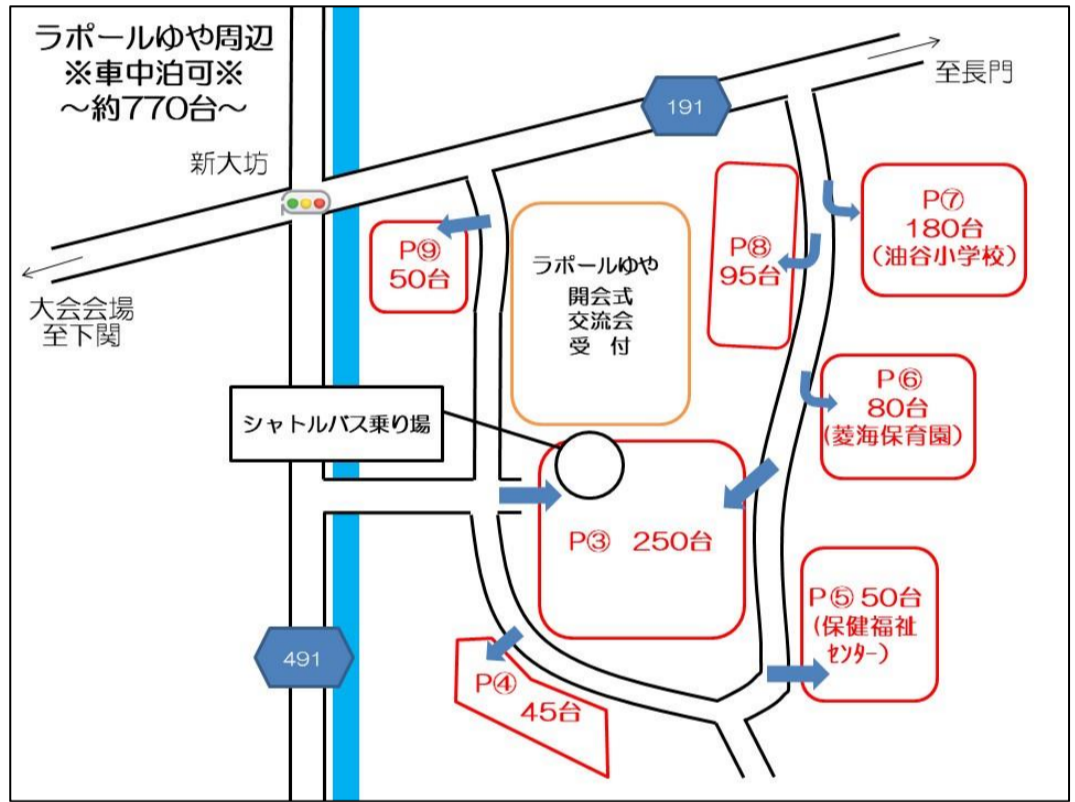 ラポールゆや周辺
※車中泊可※
～約770台～
191
至長門
新大坊
大会会場
至下関
P⑨
50台
ラポールゆや
開会式
交流会
受　付
P⑧
95台
P⑦
180台
(油谷小学校)
シャトルバス乗り場
P⑥
80台
(菱海保育園)
P③ 250台
P⑤ 50台
(保健福祉
ｾﾝﾀｰ)
491
P④
45台